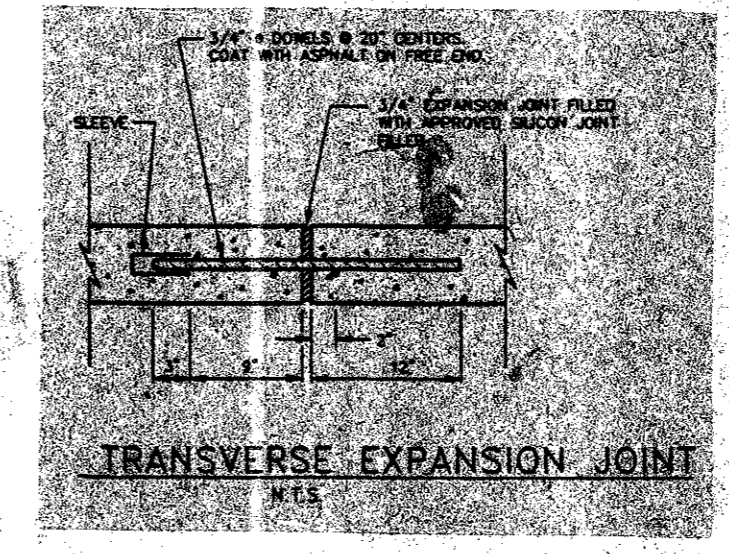 3/4" ø DOWELS @ 20" CENTERS.
COAT WITH ASPHALT ON FREE END.
3/4" EXPANSION JOINT FILLED
WITH APPROVED SILICON JOINT
FILLER
SLEEVE
2"
3" 9" 12"
TRANSVERSE EXPANSION JOINT
N.T.S.